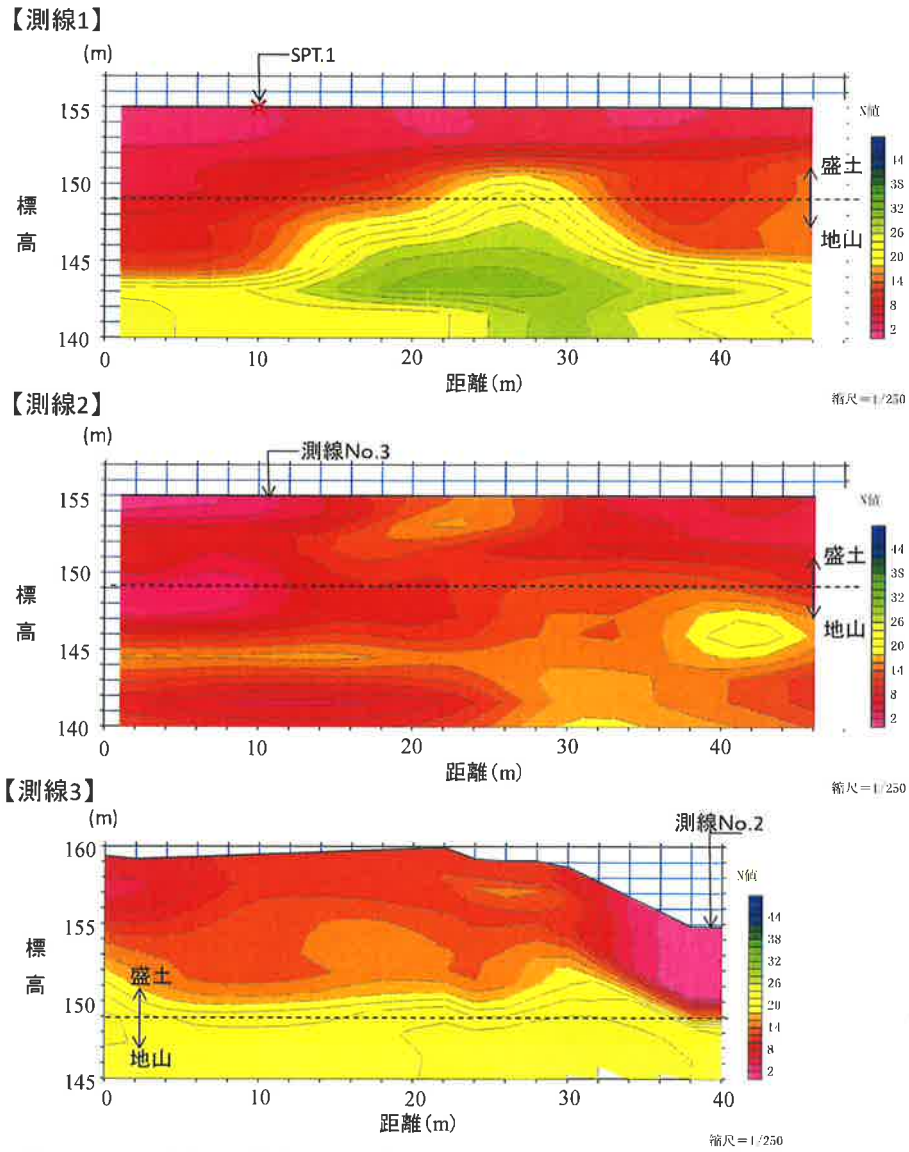 【測線1】
(m)
SPT.1
155
150
145
140
標高
0 10 20 30 40
距離(m)
盛土
地山
N値
14
38
32
26
20
14
8
2
縮尺=1/250
【測線2】
(m)
測線No.3
155
150
145
140
標高
0 10 20 30 40
距離(m)
盛土
地山
N値
44
38
32
26
20
14
8
2
縮尺=1/250
【測線3】
(m)
測線No.2
160
155
150
145
標高
盛土
地山
0 10 20 30 40
距離(m)
N値
44
38
32
26
20
14
8
2
縮尺=1/250